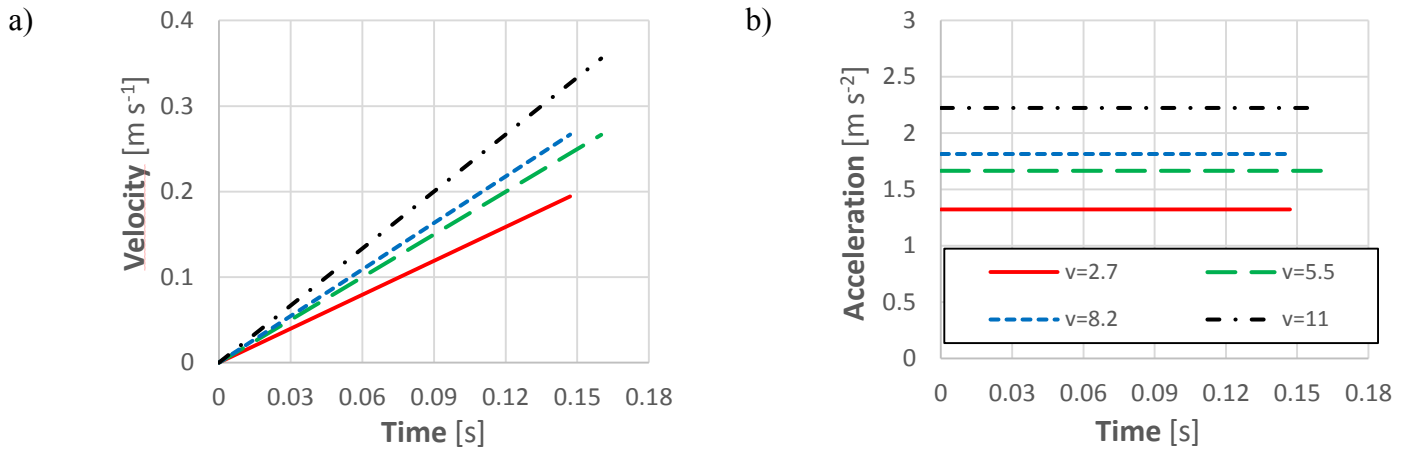 a)
Velocity [m s⁻¹]
0.4
0.3
0.2
0.1
0
0 0.03 0.06 0.09 0.12 0.15 0.18
Time [s]
b)
Acceleration [m s⁻²]
3
2.5
2
1.5
1
0.5
0
v=2.7 v=5.5
v=8.2 v=11
0 0.03 0.06 0.09 0.12 0.15 0.18
Time [s]